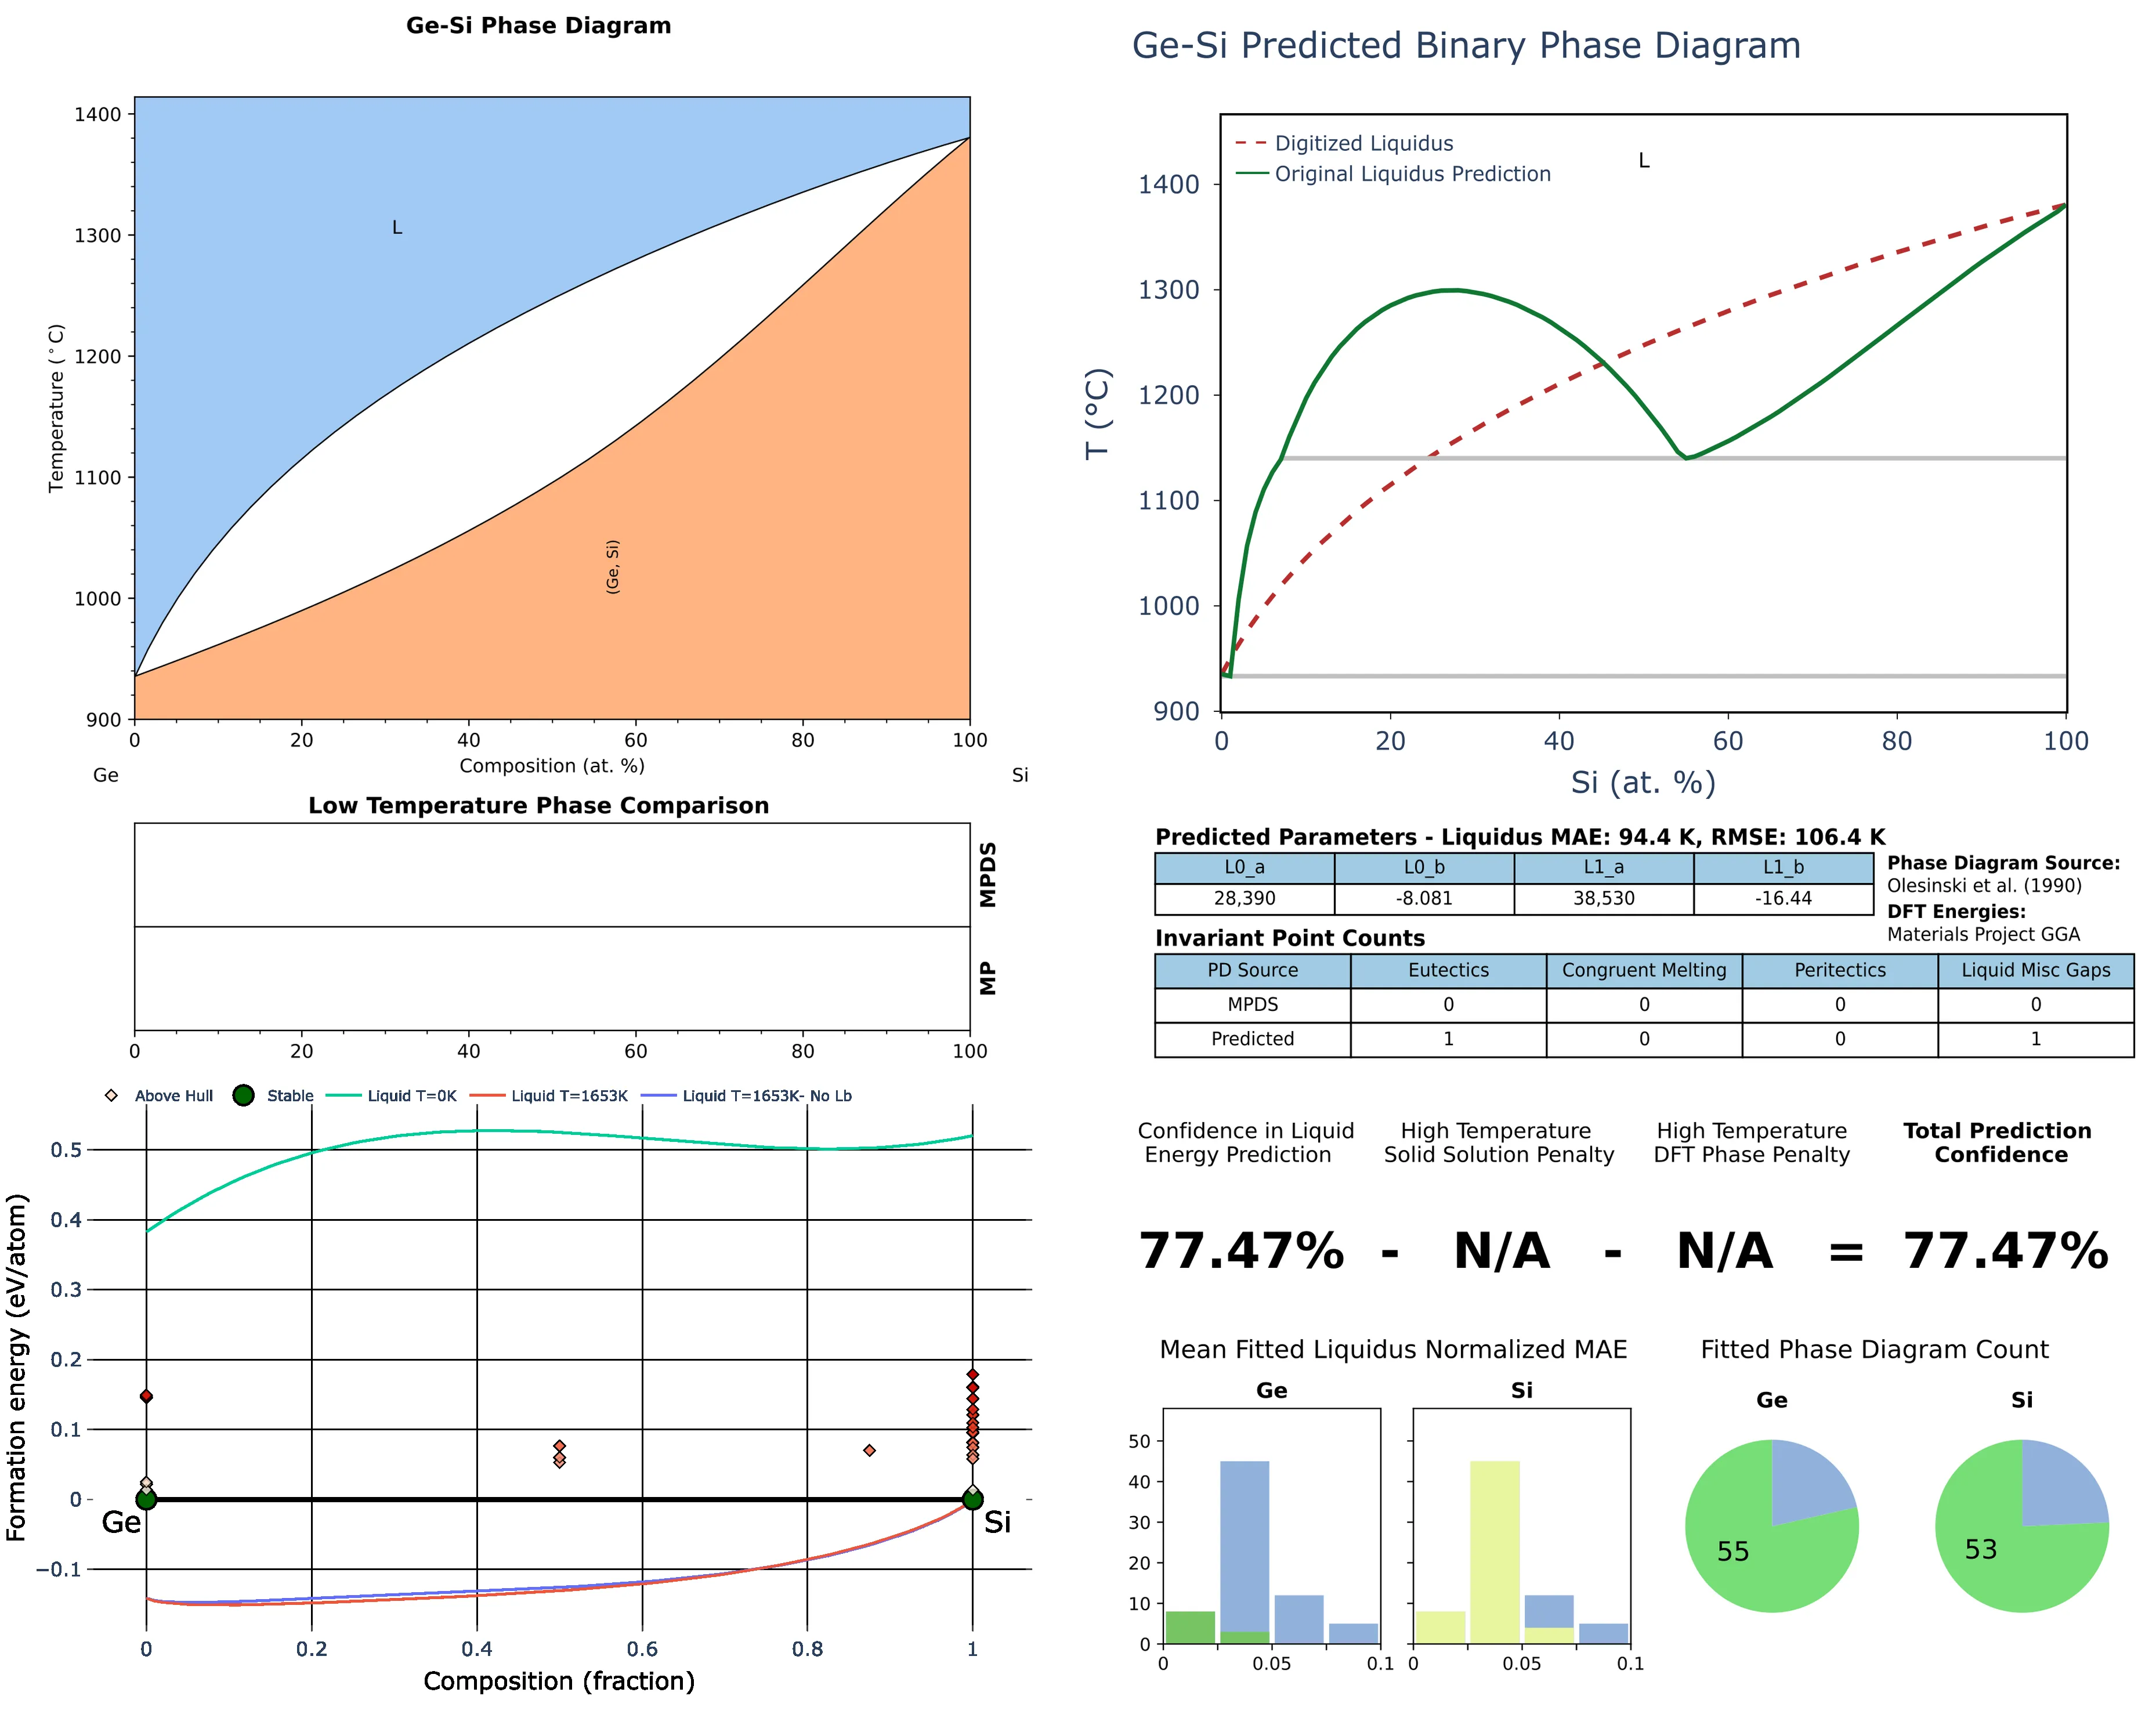 Ge-Si Phase Diagram
1400
1300
1200
1100
1000
900
Temperature (°C)
L
(Ge, Si)
0 20 40 60 80 100
Ge Composition (at. %) Si
Low Temperature Phase Comparison
MPDS
MP
0 20 40 60 80 100
Above Hull Stable Liquid T=0K Liquid T=1653K Liquid T=1653K- No Lb
0.5
0.4
0.3
0.2
0.1
0
−0.1
Formation energy (eV/atom)
Ge Si
0 0.2 0.4 0.6 0.8 1
Composition (fraction)
Ge-Si Predicted Binary Phase Diagram
Digitized Liquidus
Original Liquidus Prediction
L
1400
1300
1200
1100
1000
900
T (°C)
0 20 40 60 80 100
Si (at. %)
Predicted Parameters - Liquidus MAE: 94.4 K, RMSE: 106.4 K
L0_a L0_b L1_a L1_b
28,390 -8.081 38,530 -16.44
Phase Diagram Source:
Olesinski et al. (1990)
DFT Energies:
Materials Project GGA
Invariant Point Counts
PD Source Eutectics Congruent Melting Peritectics Liquid Misc Gaps
MPDS 0 0 0 0
Predicted 1 0 0 1
Confidence in Liquid
Energy Prediction
High Temperature
Solid Solution Penalty
High Temperature
DFT Phase Penalty
Total Prediction
Confidence
77.47% - N/A - N/A = 77.47%
Mean Fitted Liquidus Normalized MAE
Ge Si
50
40
30
20
10
0
0 0.05 0.1 0 0.05 0.1
Fitted Phase Diagram Count
Ge Si
55 53